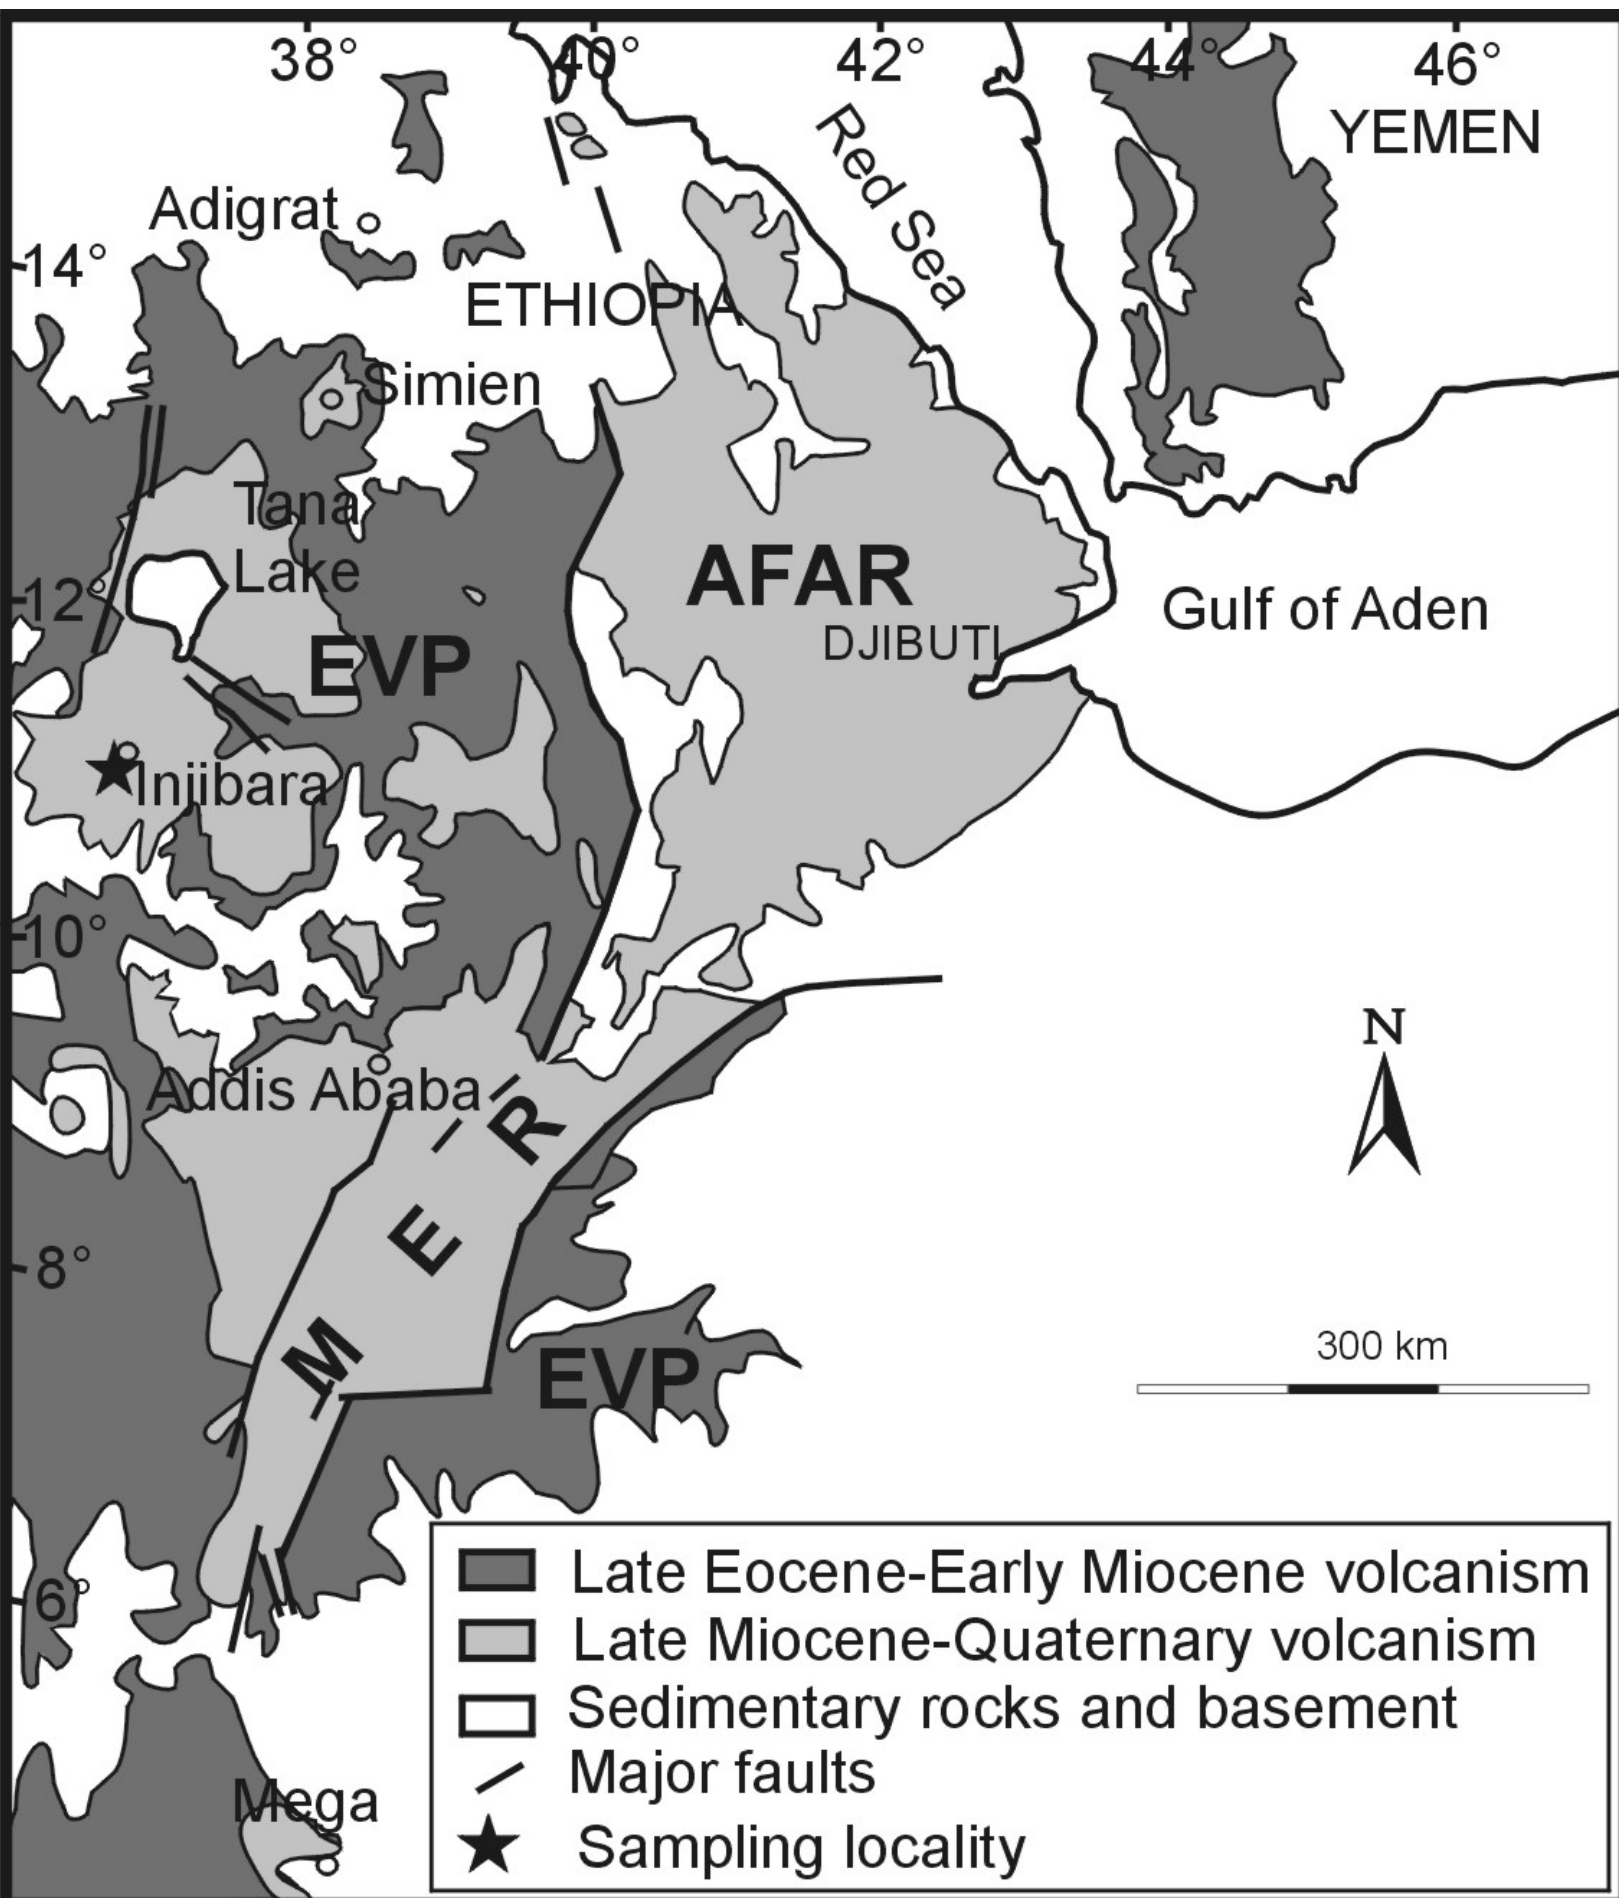 38° 40° 42° 44° 46°
YEMEN
Red Sea
Adigrat
14°
ETHIOPIA
Simien
Tana
Lake
AFAR
12°
Gulf of Aden
DJIBUTI
EVP
Injibara
10°
N
Addis Ababa
M E R
8°
300 km
EVP
6°
Late Eocene-Early Miocene volcanism
Late Miocene-Quaternary volcanism
Sedimentary rocks and basement
Major faults
Mega
Sampling locality